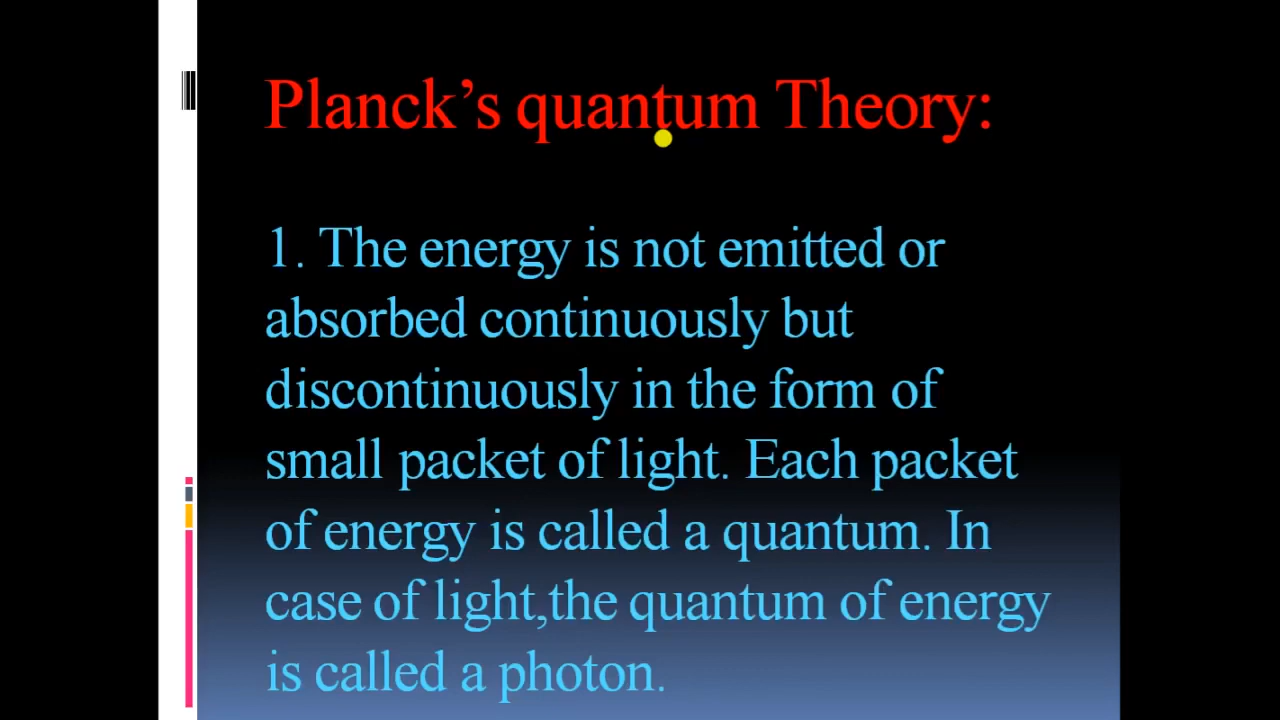 Planck’s quantum Theory:
1. The energy is not emitted or
absorbed continuously but
discontinuously in the form of
small packet of light. Each packet
of energy is called a quantum. In
case of light,the quantum of energy
is called a photon.